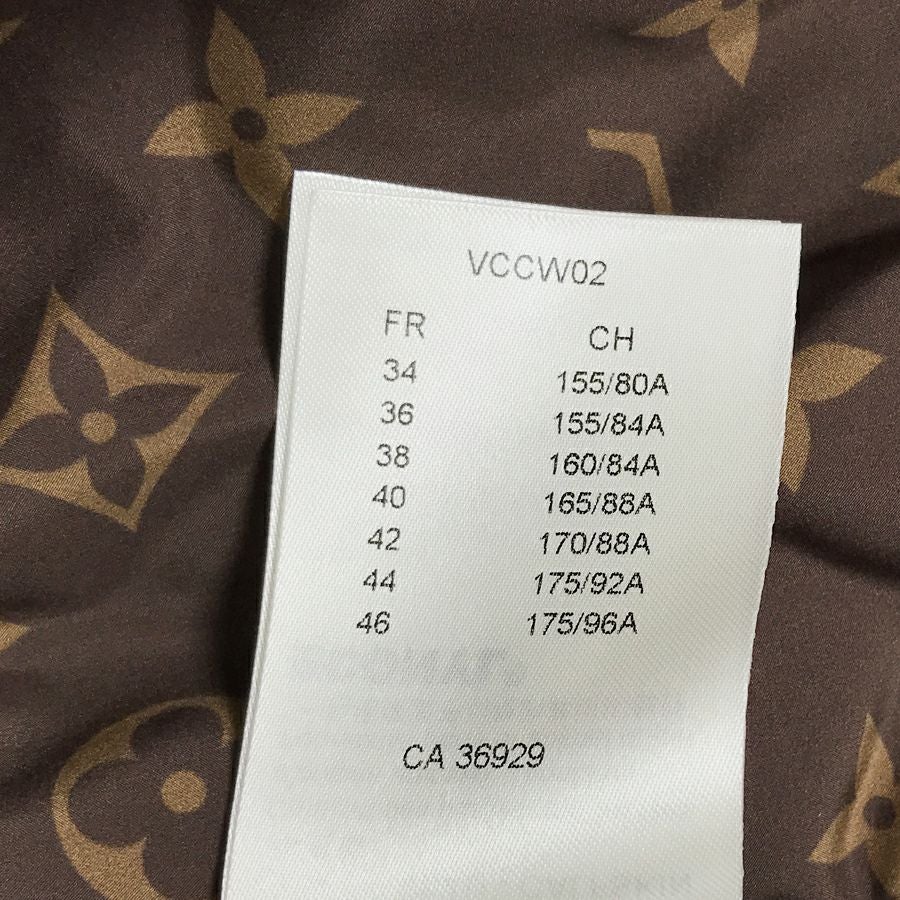 VCCW02
FR CH
34 155/80A
36 155/84A
38 160/84A
40 165/88A
42 170/88A
44 175/92A
46 175/96A
CA 36929